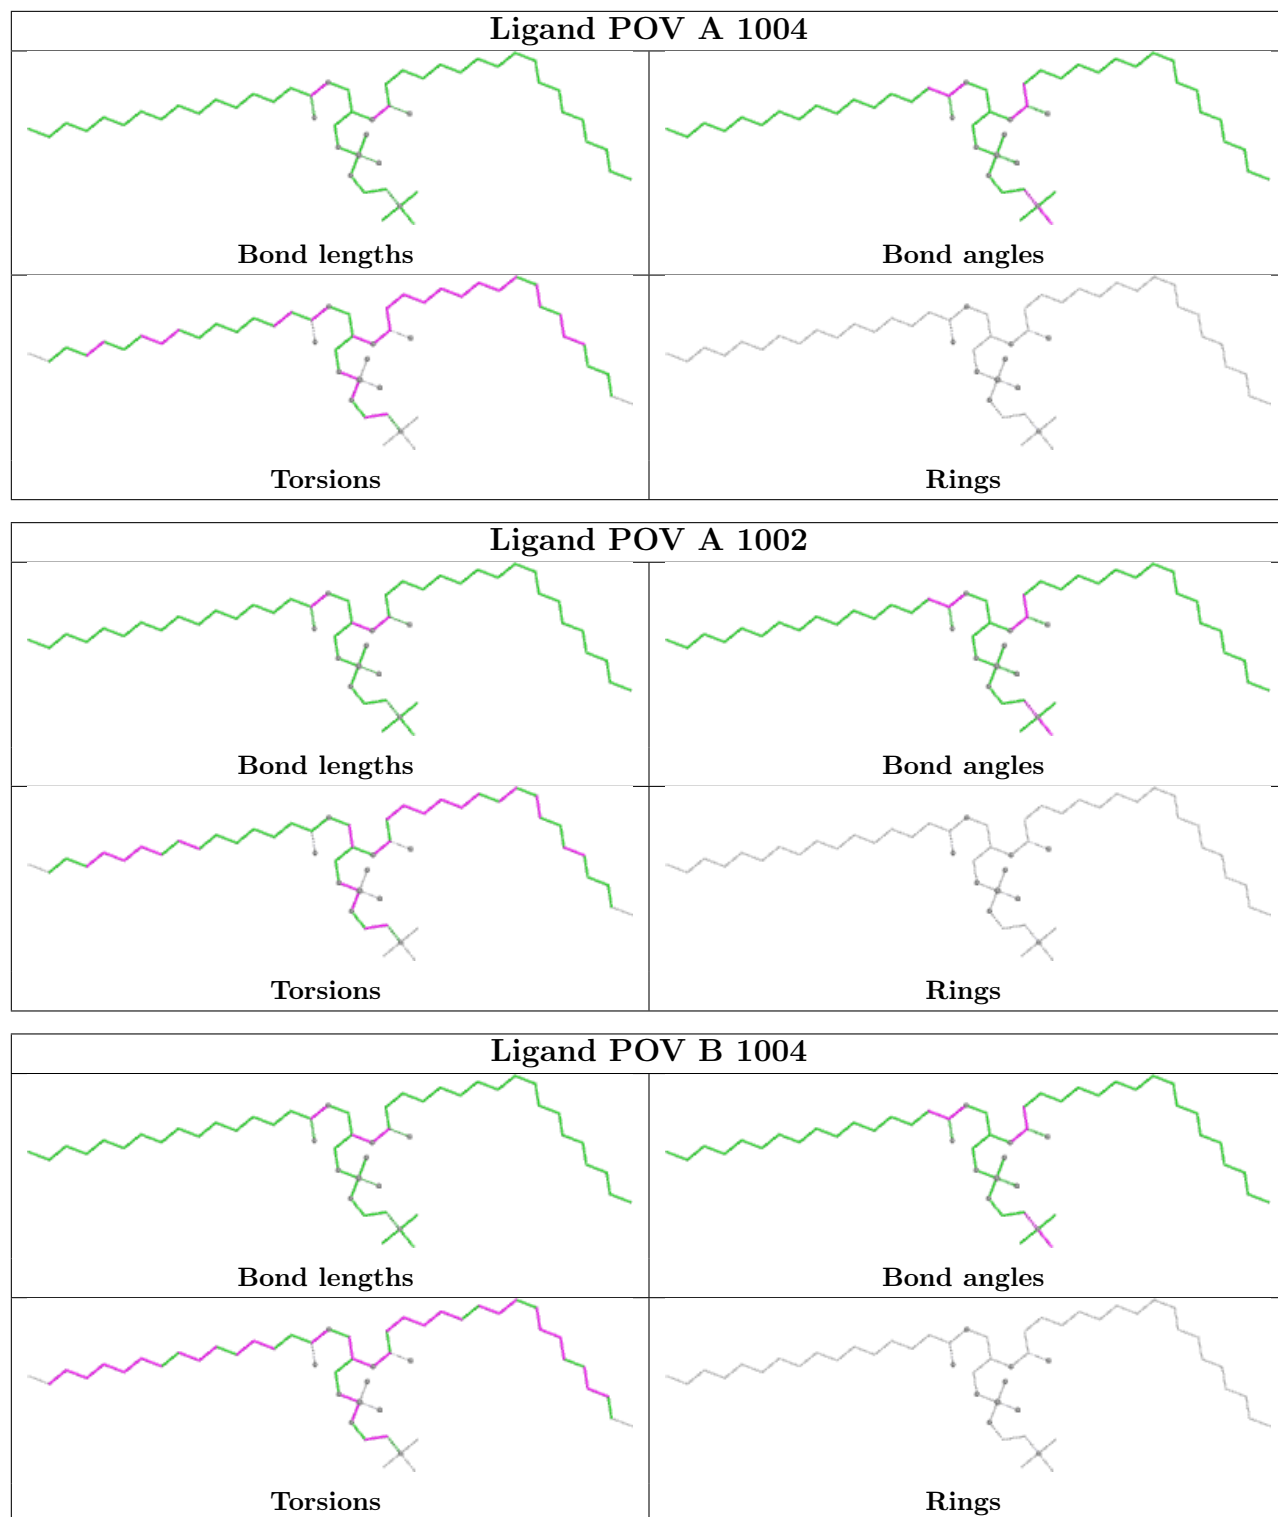 Ligand POV A 1004
Bond lengths
Bond angles
Torsions
Rings
Ligand POV A 1002
Bond lengths
Bond angles
Torsions
Rings
Ligand POV B 1004
Bond lengths
Bond angles
Torsions
Rings